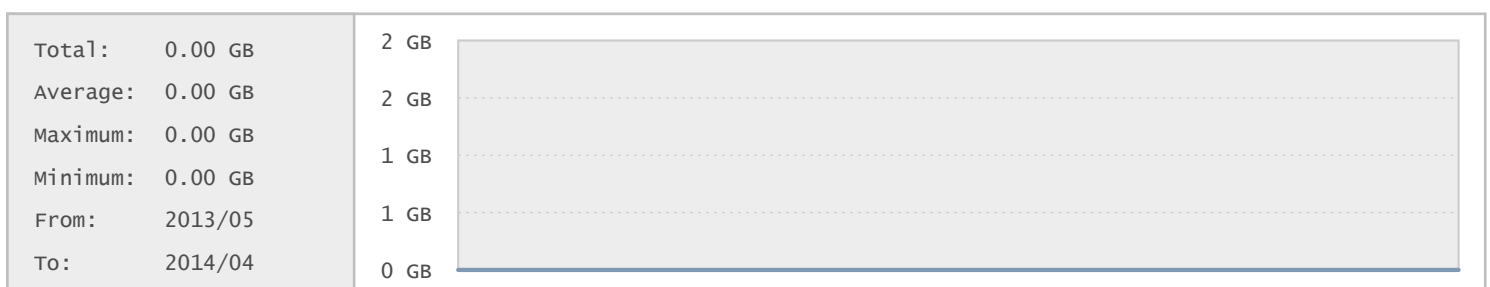 Total: 0.00 GB
Average: 0.00 GB
Maximum: 0.00 GB
Minimum: 0.00 GB
From: 2013/05
To: 2014/04
2 GB
2 GB
1 GB
1 GB
0 GB